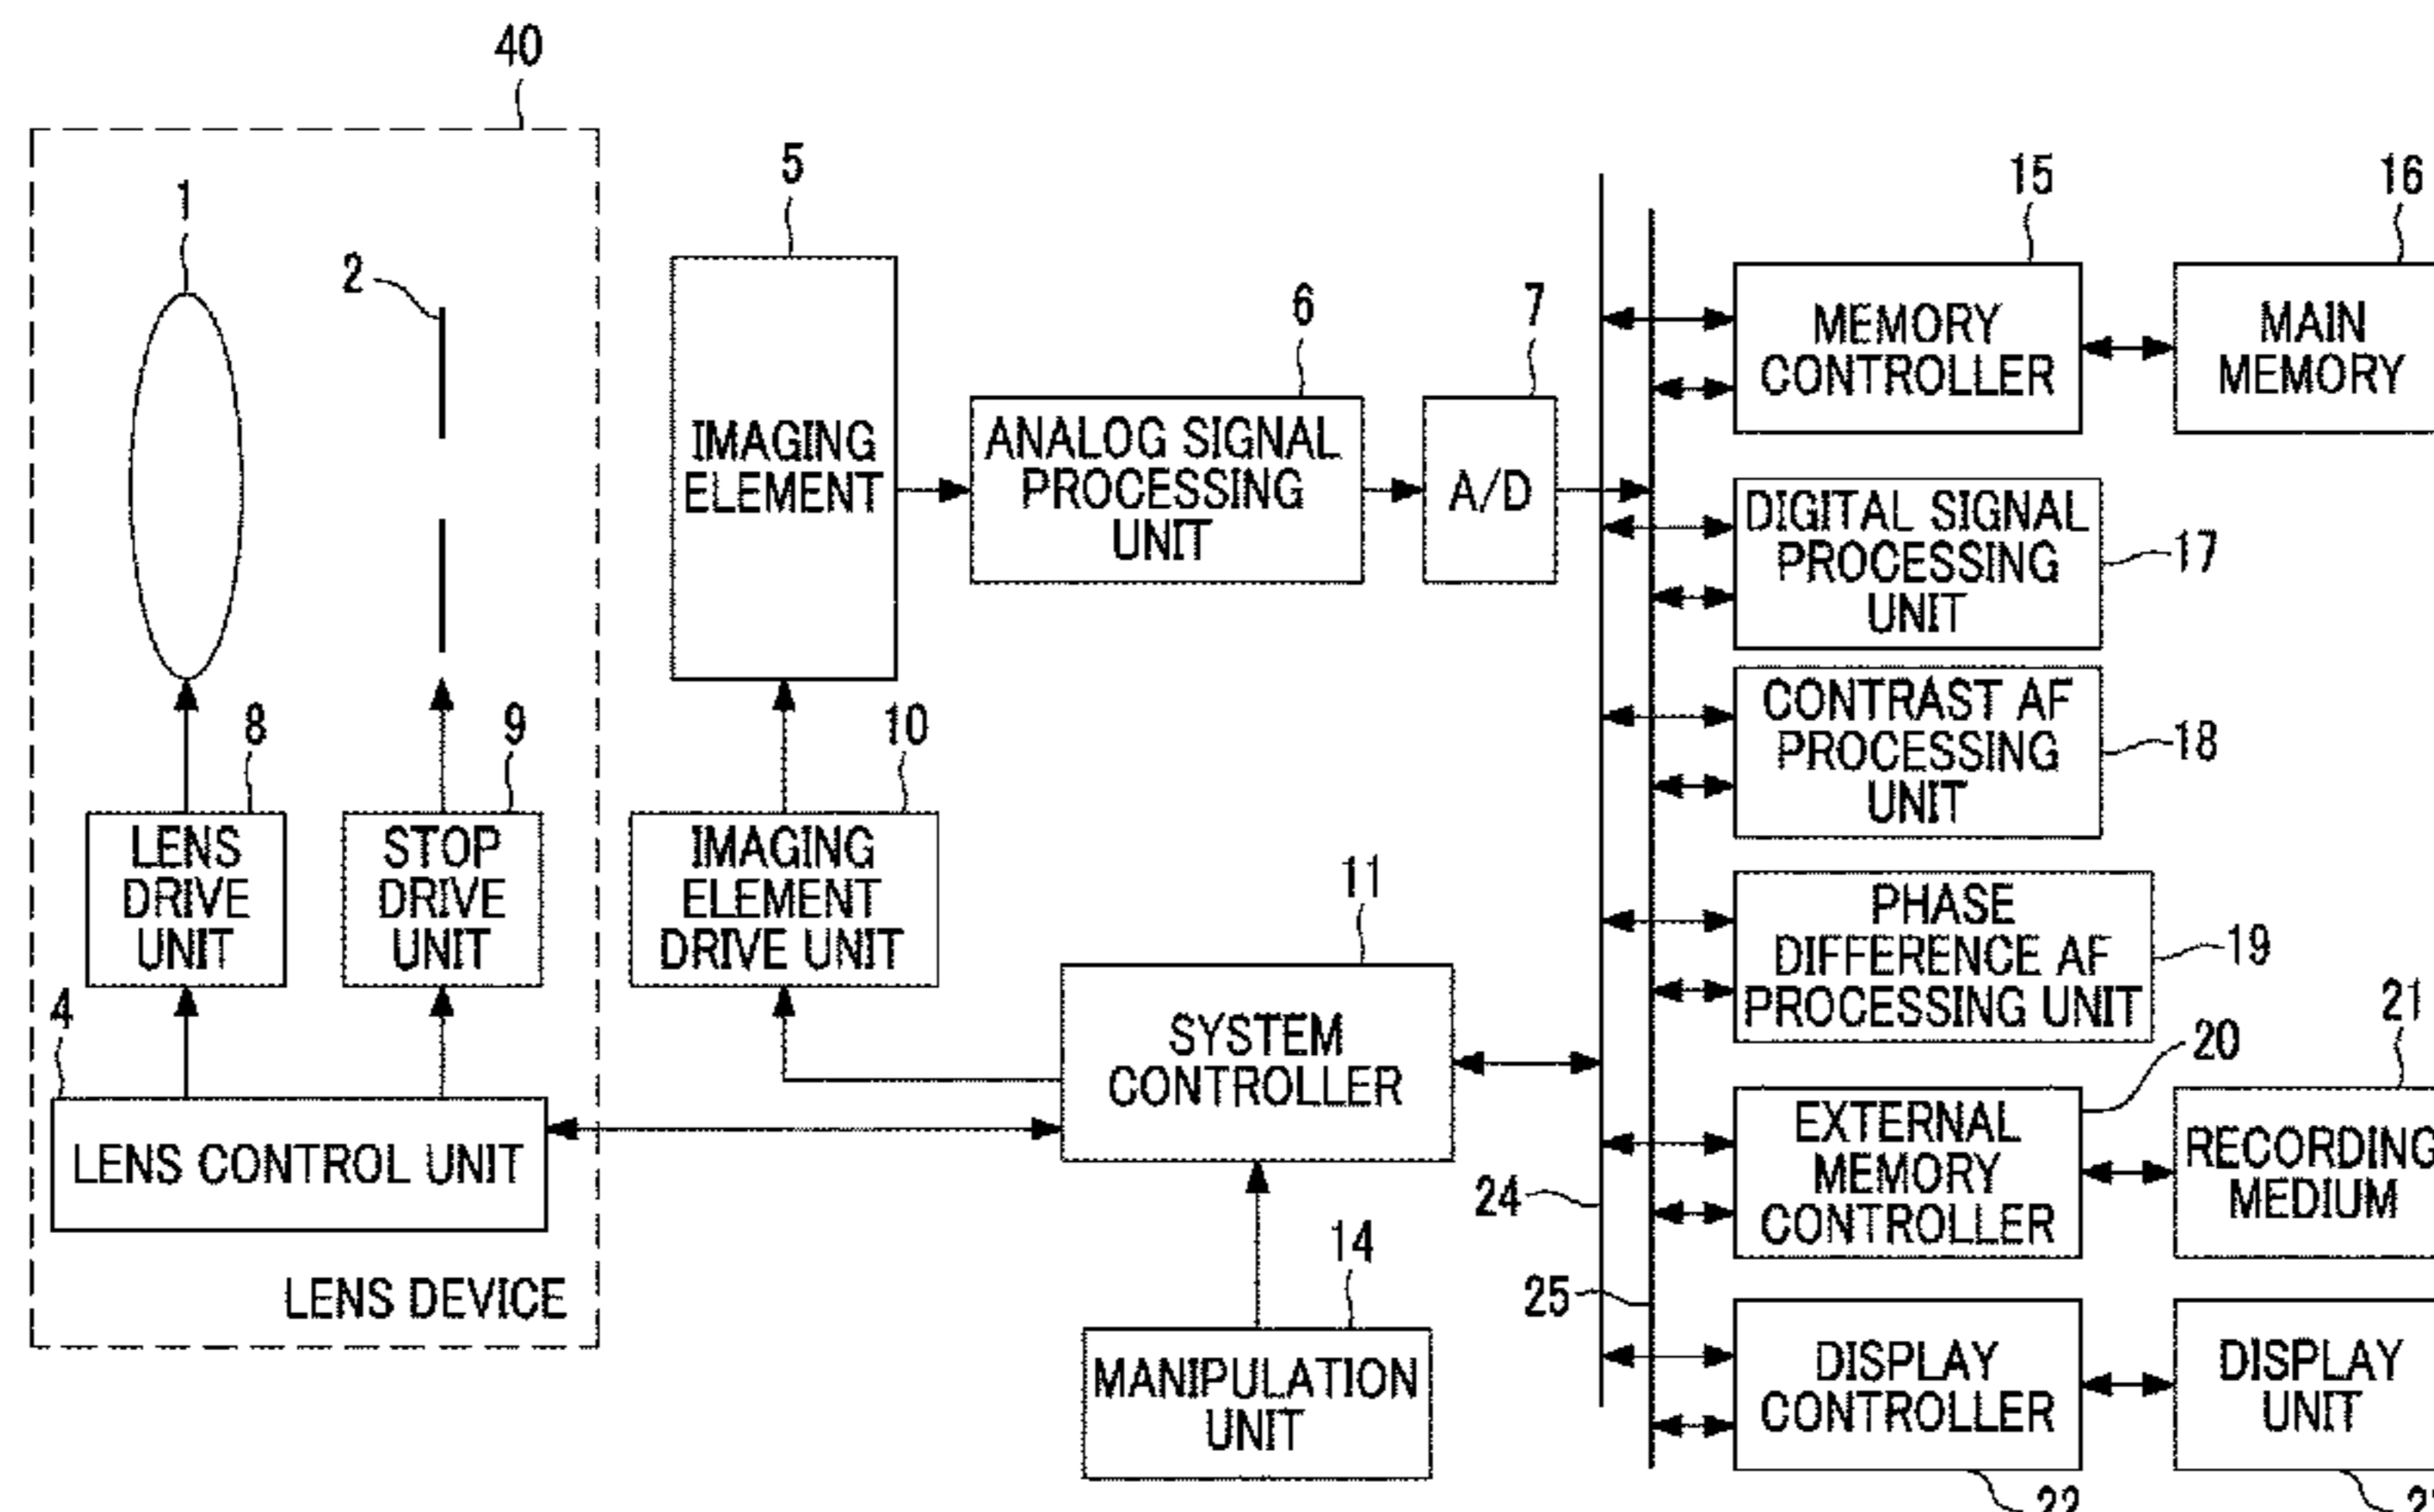 40
1
2
5
6
7
15
16
MEMORY
CONTROLLER
MAIN
MEMORY
IMAGING
ELEMENT
ANALOG SIGNAL
PROCESSING
UNIT
A/D
DIGITAL SIGNAL
PROCESSING
UNIT
17
CONTRAST AF
PROCESSING
UNIT
18
8
9
10
LENS
DRIVE
UNIT
STOP
DRIVE
UNIT
IMAGING
ELEMENT
DRIVE UNIT
11
PHASE
DIFFERENCE AF
PROCESSING UNIT
19
4
SYSTEM
CONTROLLER
20
21
LENS CONTROL UNIT
EXTERNAL
MEMORY
CONTROLLER
RECORDING
MEDIUM
24
14
25
LENS DEVICE
MANIPULATION
UNIT
DISPLAY
CONTROLLER
DISPLAY
UNIT
22